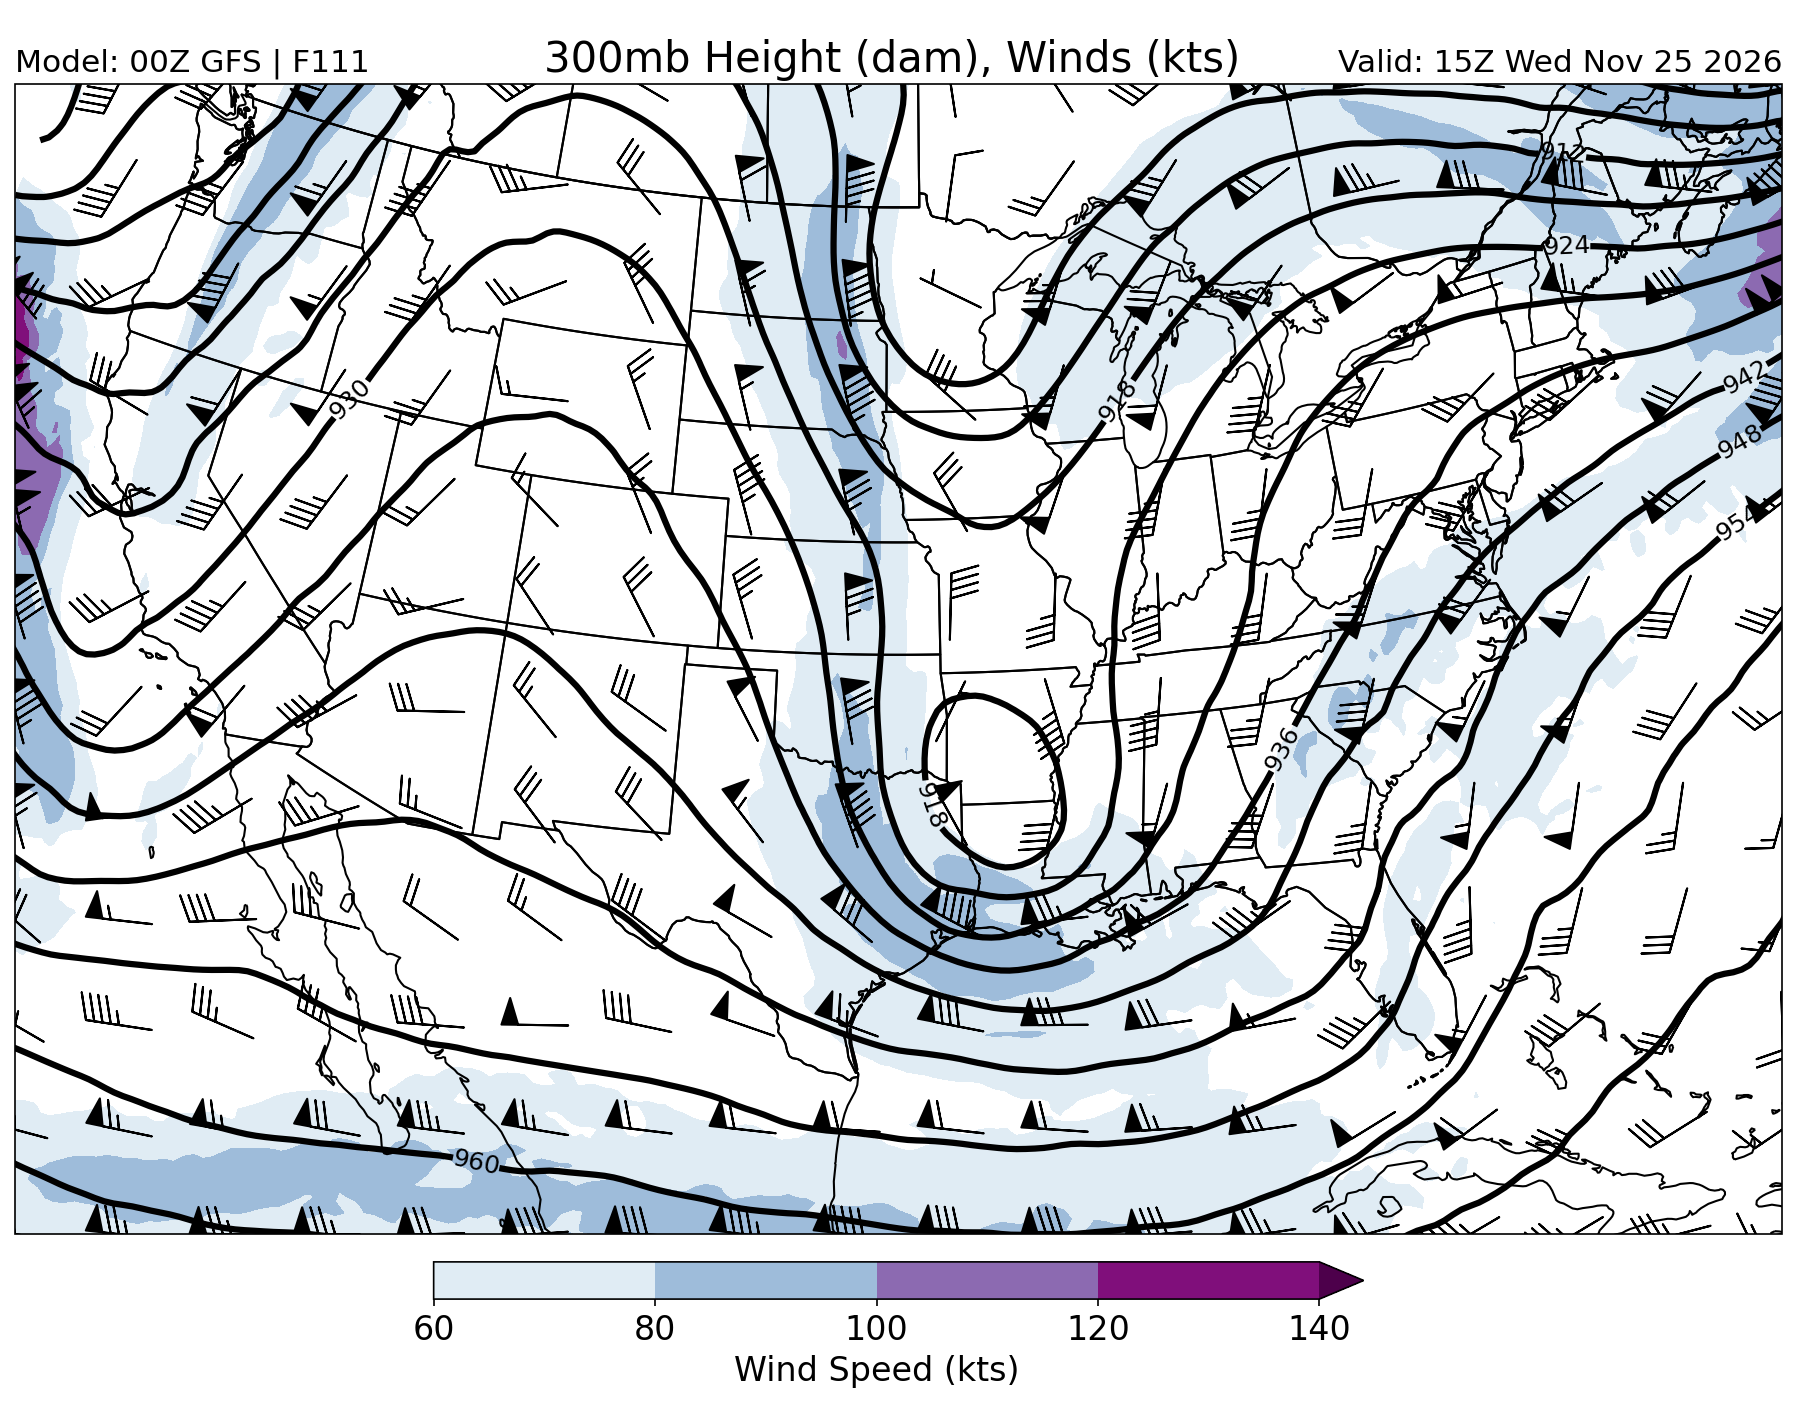 Model: 00Z GFS | F111
300mb Height (dam), Winds (kts)
Valid: 15Z Wed Nov 25 2026
912
924
930
918
942
948
954
936
918
960
60 80 100 120 140
Wind Speed (kts)